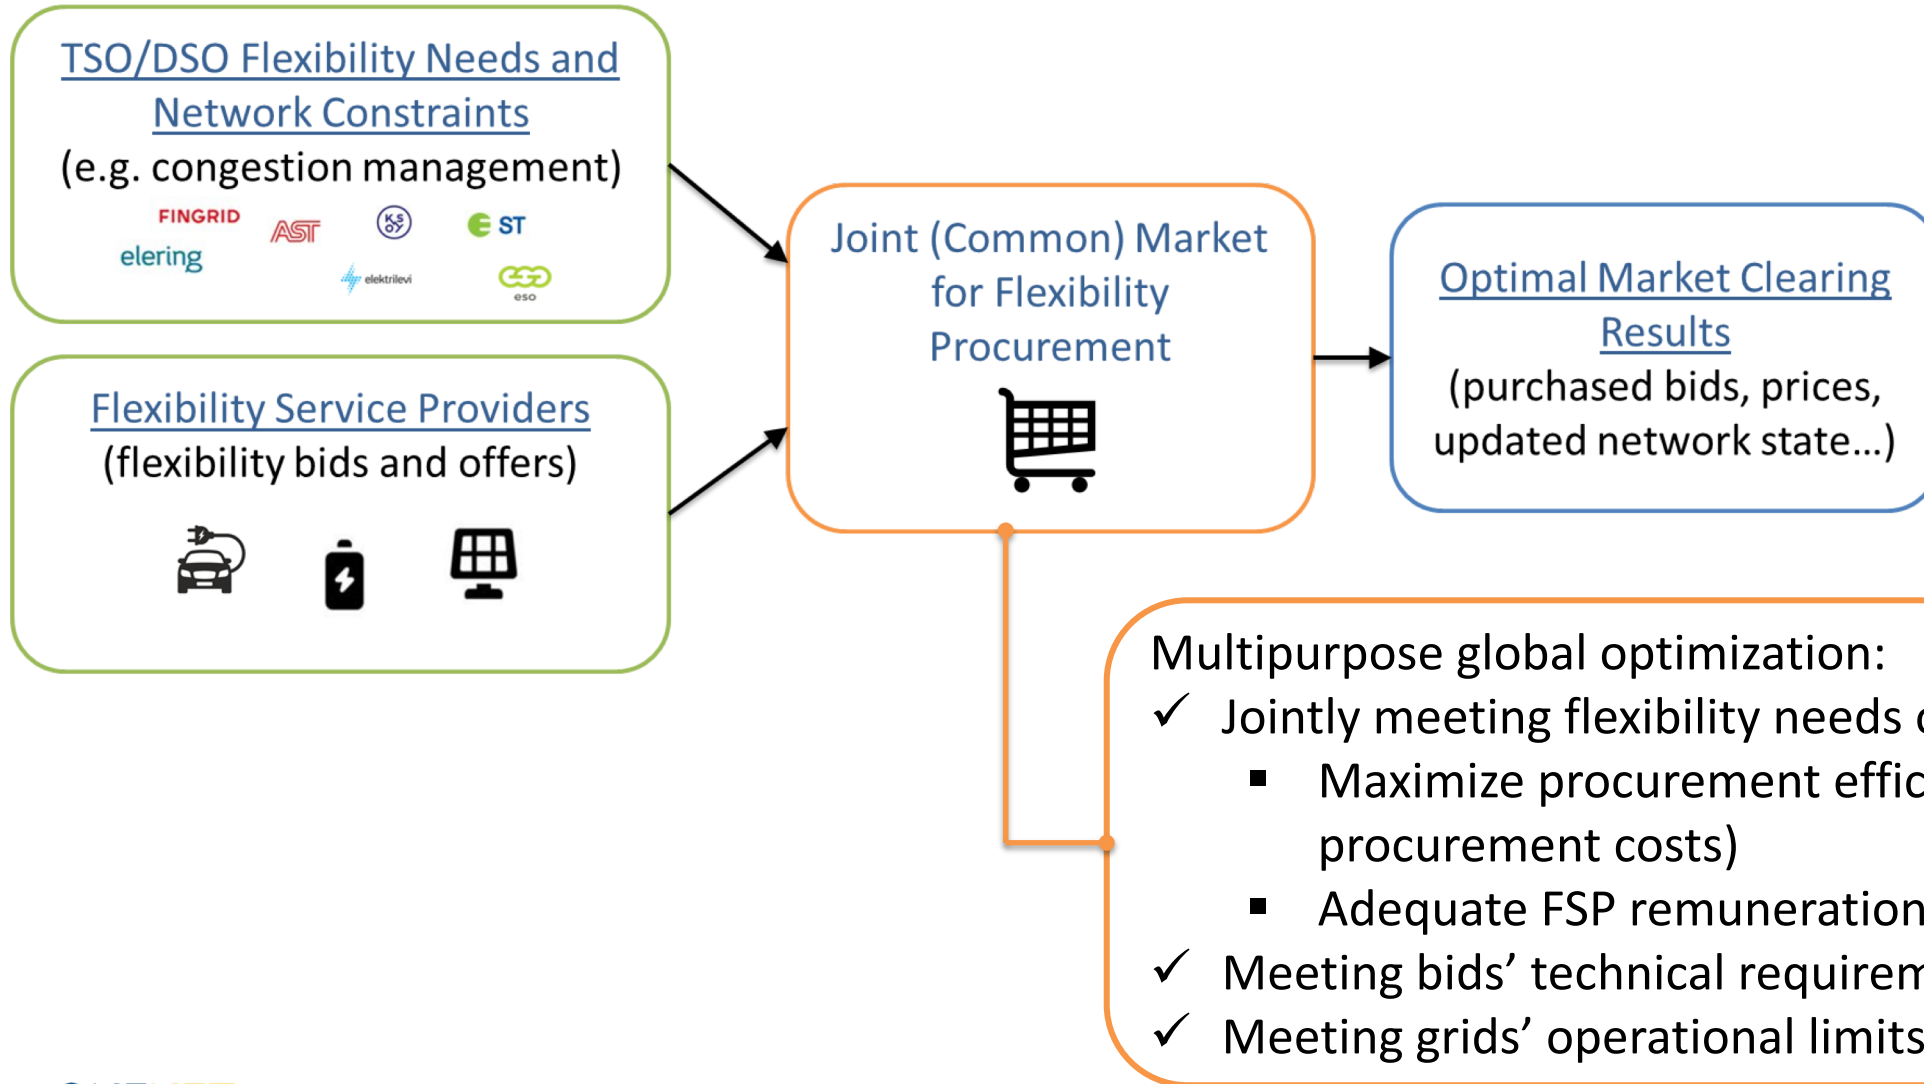 TSO/DSO Flexibility Needs and
Network Constraints
(e.g. congestion management)
FINGRID
AST
KS
OY
ST
elering
elektrilevi
eso
Flexibility Service Providers
(flexibility bids and offers)
Joint (Common) Market
for Flexibility
Procurement
Optimal Market Clearing
Results
(purchased bids, prices,
updated network state...)
Multipurpose global optimization:
✓ Jointly meeting flexibility needs
▪ Maximize procurement
procurement costs)
▪ Adequate FSP remuneration
✓ Meeting bids’ technical
✓ Meeting grids’ operational limits